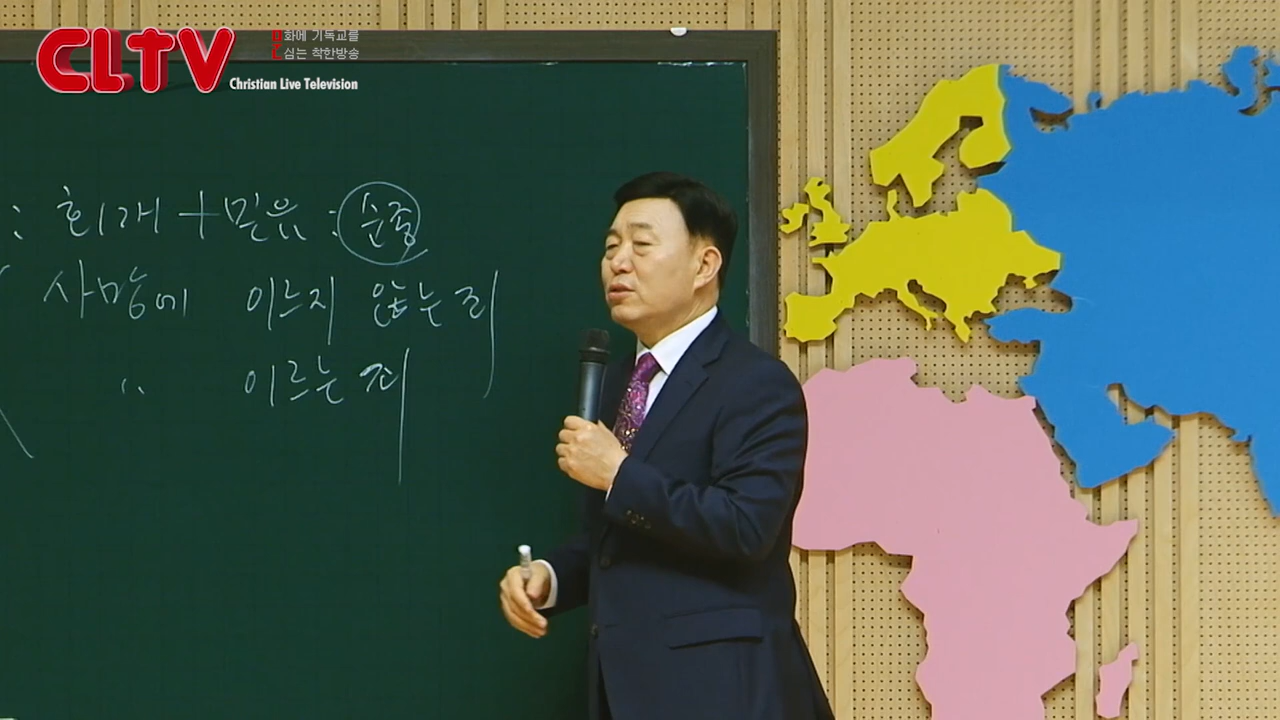 CLTV
문화에 기독교를
심는 착한방송
Christian Live Television
: 회개 + 믿음 : 순종
사망에 이르지 않는 죄
〃 이르는 죄